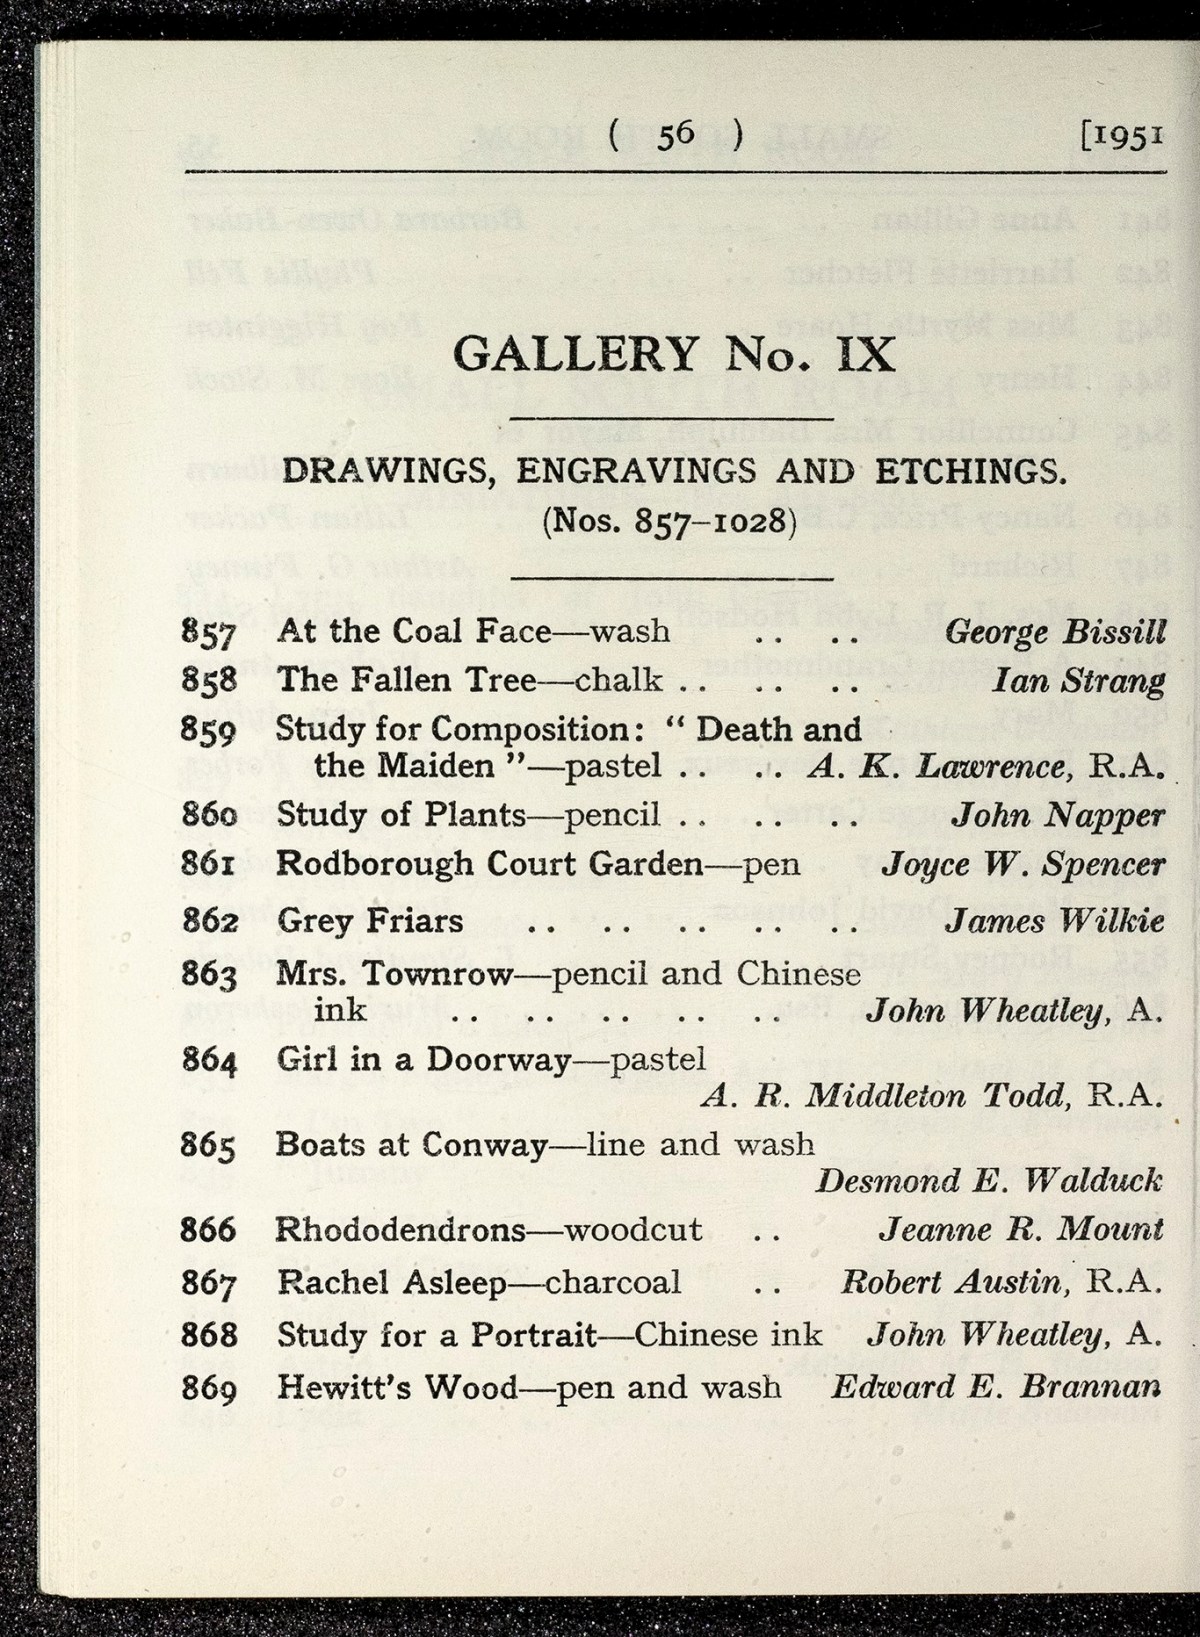 ( 56 ) [1951
GALLERY No. IX
DRAWINGS, ENGRAVINGS AND ETCHINGS.
(Nos. 857–1028)
857 At the Coal Face—wash .. .. George Bissill
858 The Fallen Tree—chalk .. .. .. Ian Strang
859 Study for Composition: “ Death and
the Maiden ”—pastel .. .. A. K. Lawrence, R.A.
860 Study of Plants—pencil .. .. .. John Napper
861 Rodborough Court Garden—pen Joyce W. Spencer
862 Grey Friars .. .. .. .. .. James Wilkie
863 Mrs. Townrow—pencil and Chinese
ink .. .. .. .. .. John Wheatley, A.
864 Girl in a Doorway—pastel
A. R. Middleton Todd, R.A.
865 Boats at Conway—line and wash
Desmond E. Walduck
866 Rhododendrons—woodcut .. Jeanne R. Mount
867 Rachel Asleep—charcoal .. Robert Austin, R.A.
868 Study for a Portrait—Chinese ink John Wheatley, A.
869 Hewitt's Wood—pen and wash Edward E. Brannan